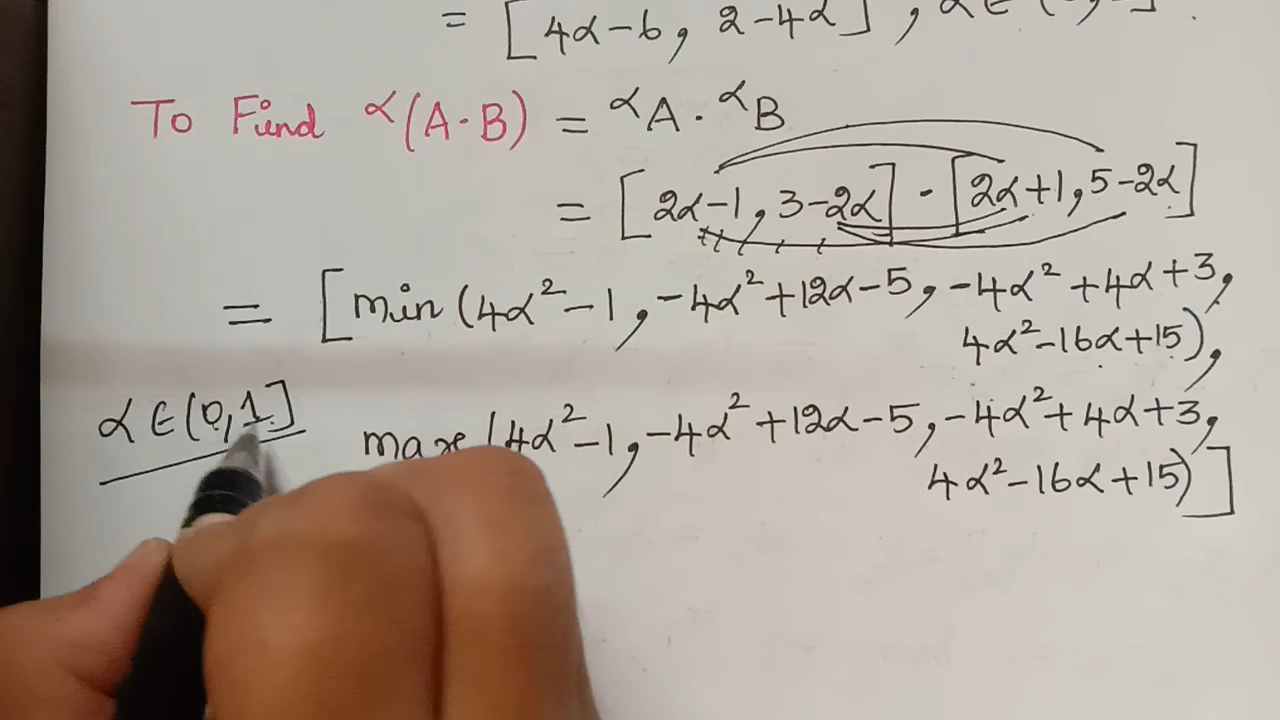 = [4α-6, 2-4α], α ∈
To Find α(A·B) = αA · αB
= [2α-1, 3-2α] · [2α+1, 5-2α]
= [min (4α²-1, -4α²+12α-5, -4α²+4α+3,
4α²-16α+15),
α ∈ (0,1]
max (4α²-1, -4α²+12α-5, -4α²+4α+3,
4α²-16α+15)]